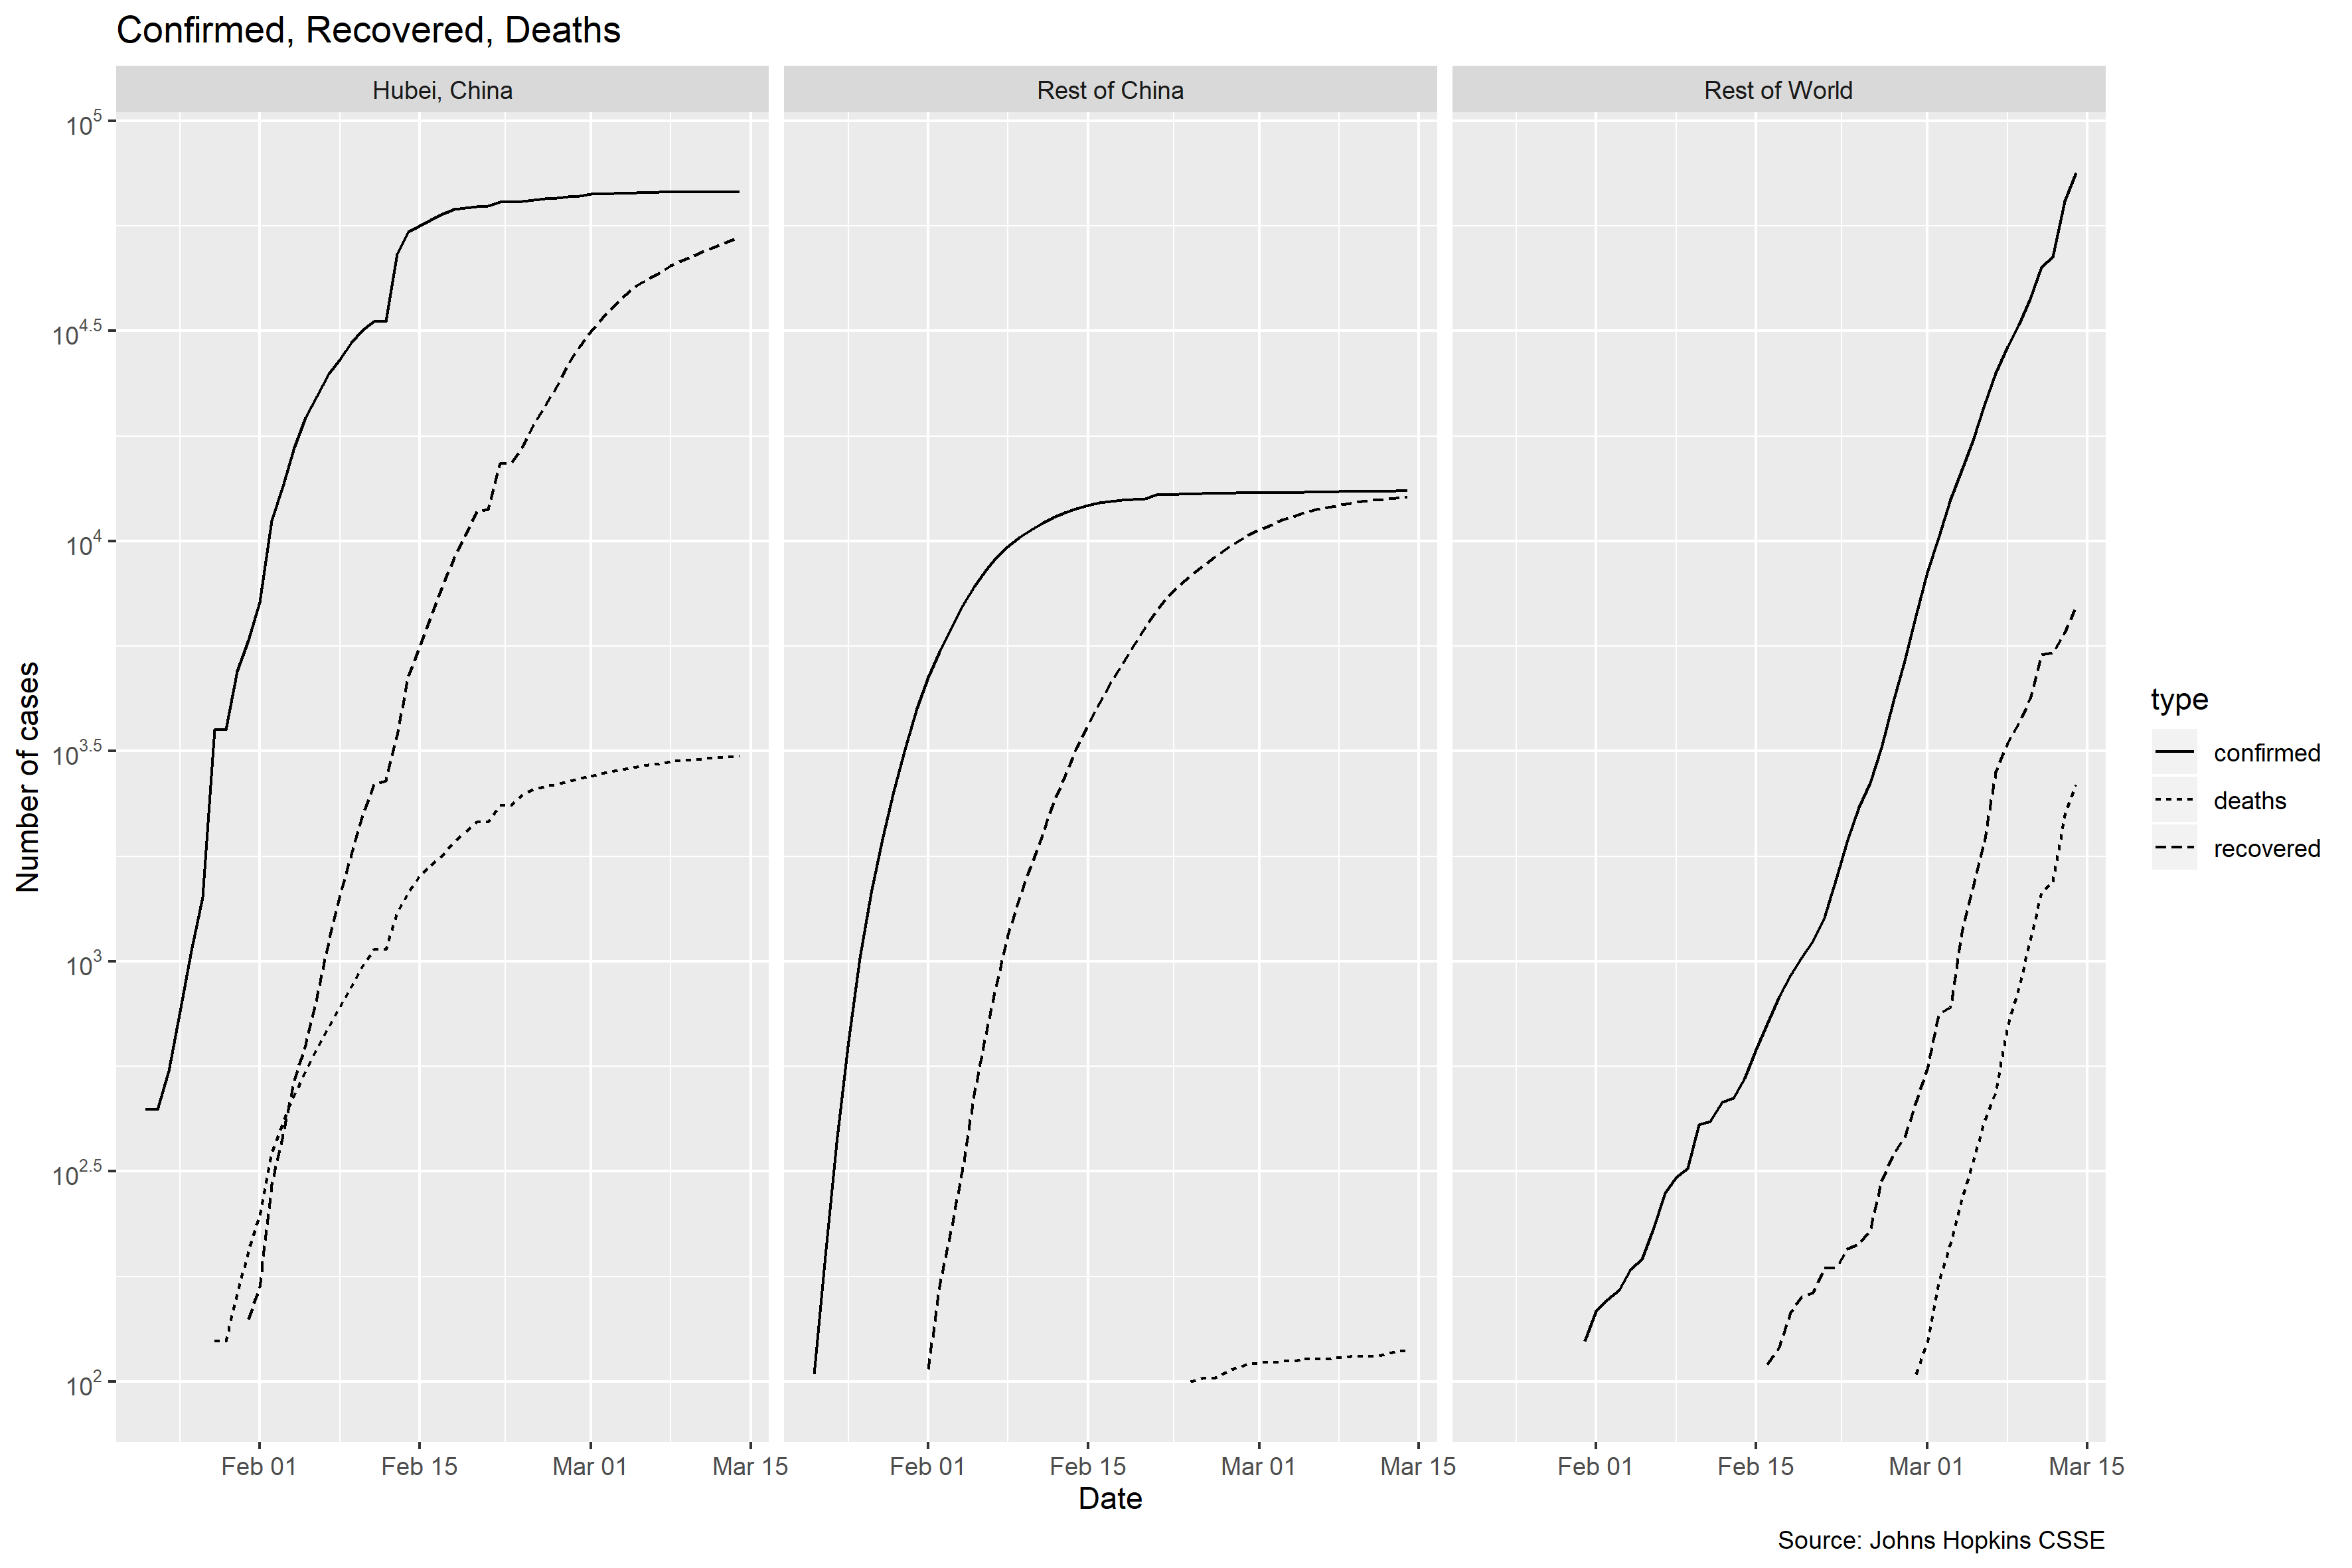 Confirmed, Recovered, Deaths
Hubei, China
Rest of China
Rest of World
10^5
10^4.5
10^4
10^3.5
10^3
10^2.5
10^2
Number of cases
Feb 01 Feb 15 Mar 01 Mar 15
Feb 01 Feb 15 Mar 01 Mar 15
Feb 01 Feb 15 Mar 01 Mar 15
Date
type
confirmed
deaths
recovered
Source: Johns Hopkins CSSE